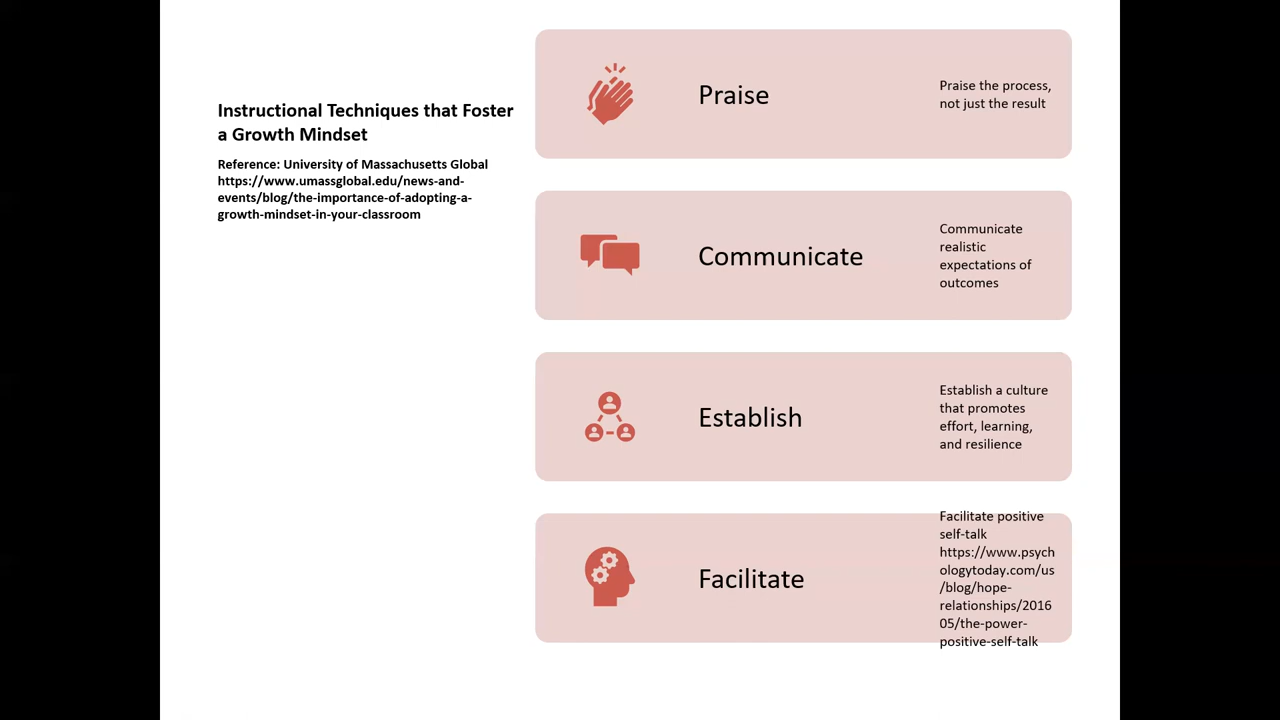 Instructional Techniques that Foster
a Growth Mindset
Reference: University of Massachusetts Global
https://www.umassglobal.edu/news-and-
events/blog/the-importance-of-adopting-a-
growth-mindset-in-your-classroom
Praise
Praise the process,
not just the result
Communicate
Communicate
realistic
expectations of
outcomes
Establish
Establish a culture
that promotes
effort, learning,
and resilience
Facilitate
Facilitate positive
self-talk
https://www.psych
ologytoday.com/us
/blog/hope-
relationships/2016
05/the-power-
positive-self-talk